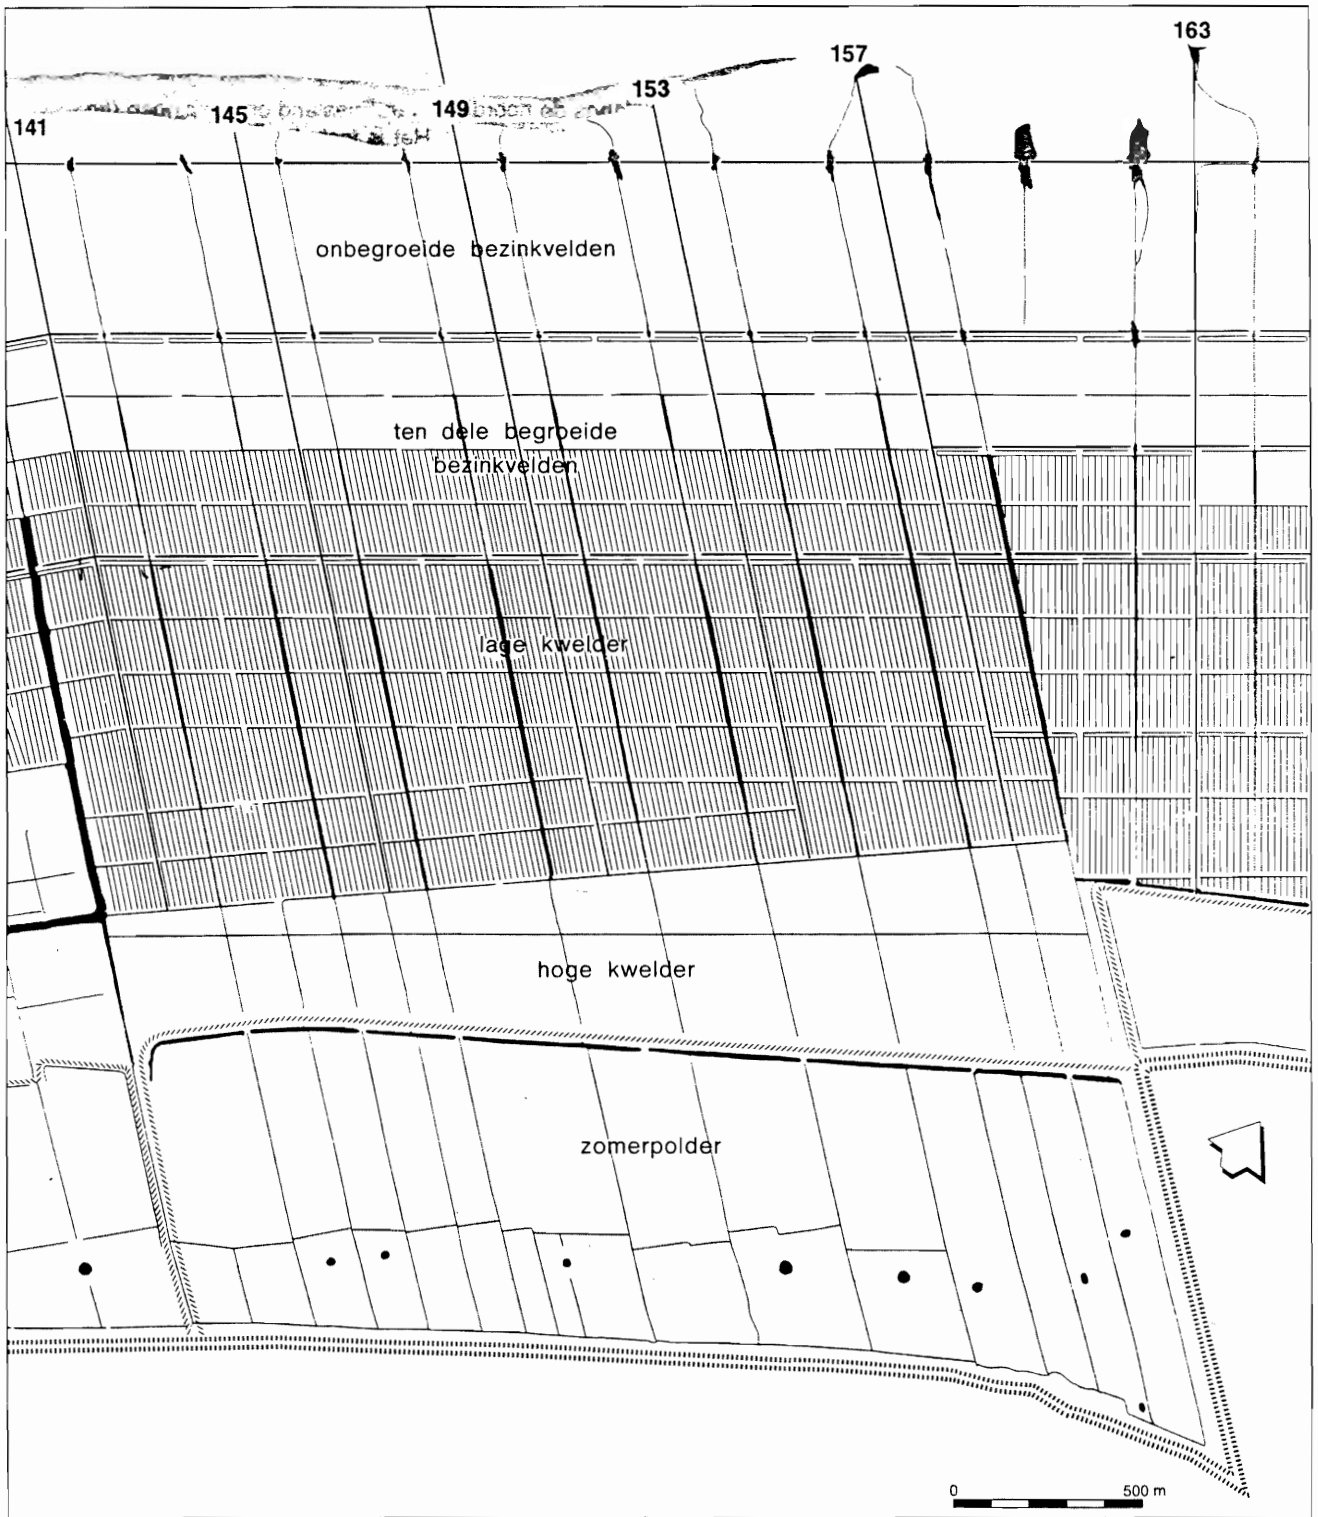 163
157
153
149
145
141
onbegroeide bezinkvelden
ten dele begroeide
bezinkvelden
lage kwelder
hoge kwelder
zomerpolder
0 500 m